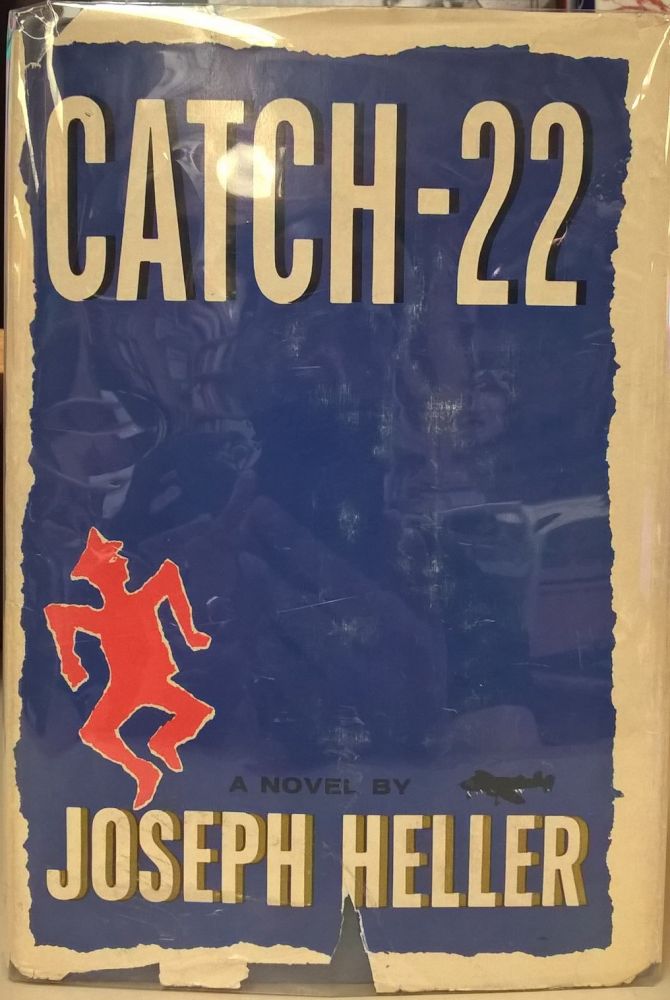 CATCH-22
A NOVEL BY
JOSEPH HELLER